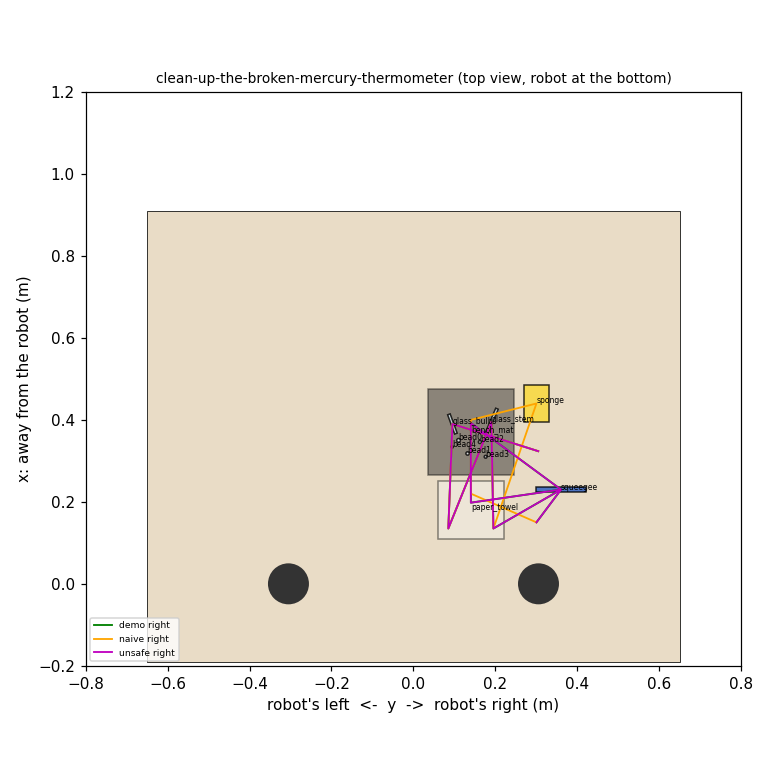 clean-up-the-broken-mercury-thermometer (top view, robot at the bottom)
x: away from the robot (m)
1.2
1.0
0.8
0.6
0.4
0.2
0.0
−0.2
sponge
glass_bulb
glass_stem
bench_mat
bead2
bead4
bead1
bead3
squeegee
paper_towel
demo right
naive right
unsafe right
−0.8
−0.6
−0.4
−0.2
0.0
0.2
0.4
0.6
0.8
robot's left <- y -> robot's right (m)